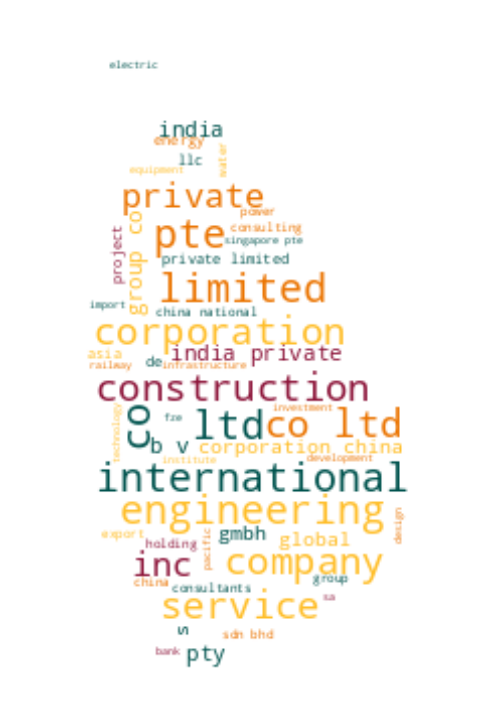 electric
india
energy
llc
water
equipment
private
power
group co
pte
consulting
singapore pte
project
private limited
limited
import
china national
corporation
india private
asia
de
infrastructure
railway
construction
investment
co
fze
ltd
co ltd
technology
b v
corporation china
development
institute
international
engineering
design
export
gmbh
global
holding
pacific
inc
company
china
group
consultants
sa
service
s
sdn bhd
bank
pty